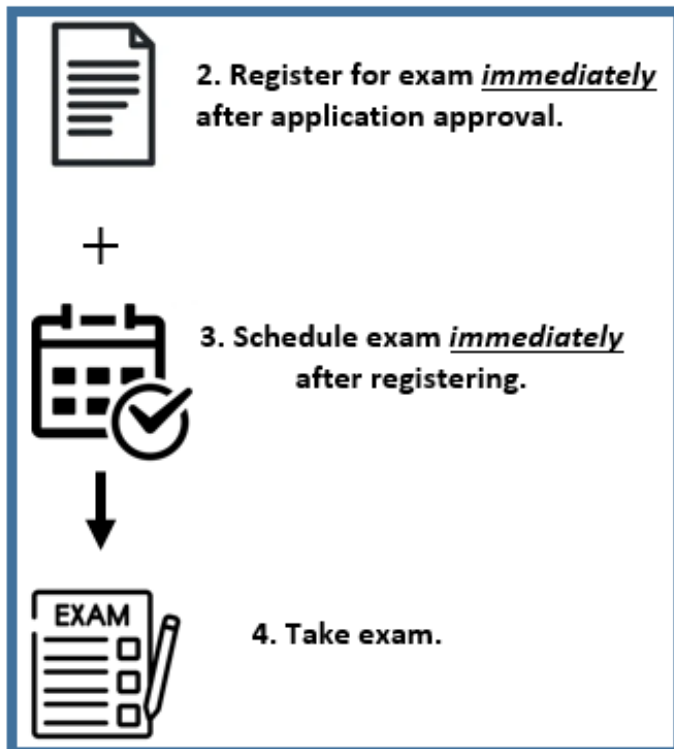 2. Register for exam immediately
after application approval.
+
3. Schedule exam immediately
after registering.
EXAM
4. Take exam.